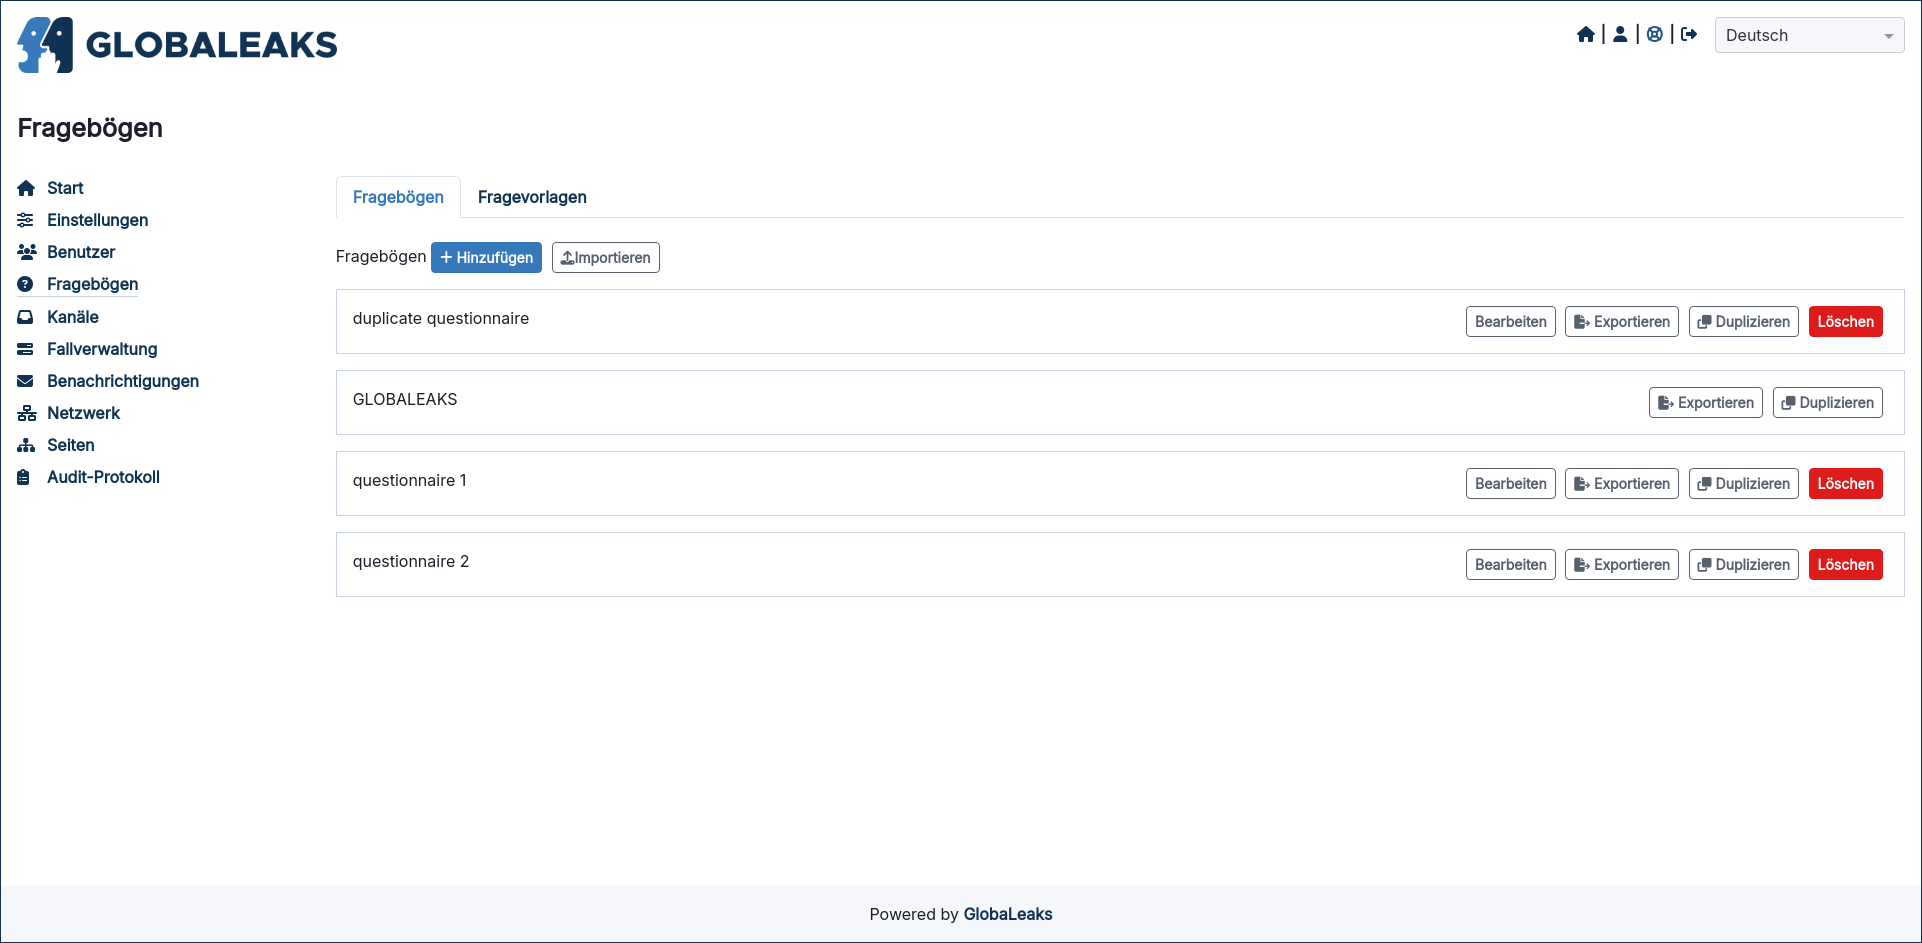 GLOBALEAKS
Deutsch
Fragebögen
Start
Einstellungen
Benutzer
Fragebögen
Kanäle
Fallverwaltung
Benachrichtigungen
Netzwerk
Seiten
Audit-Protokoll
Fragebögen Fragevorlagen
Fragebögen Hinzufügen Importieren
duplicate questionnaire Bearbeiten Exportieren Duplizieren Löschen
GLOBALEAKS Exportieren Duplizieren
questionnaire 1 Bearbeiten Exportieren Duplizieren Löschen
questionnaire 2 Bearbeiten Exportieren Duplizieren Löschen
Powered by GlobaLeaks